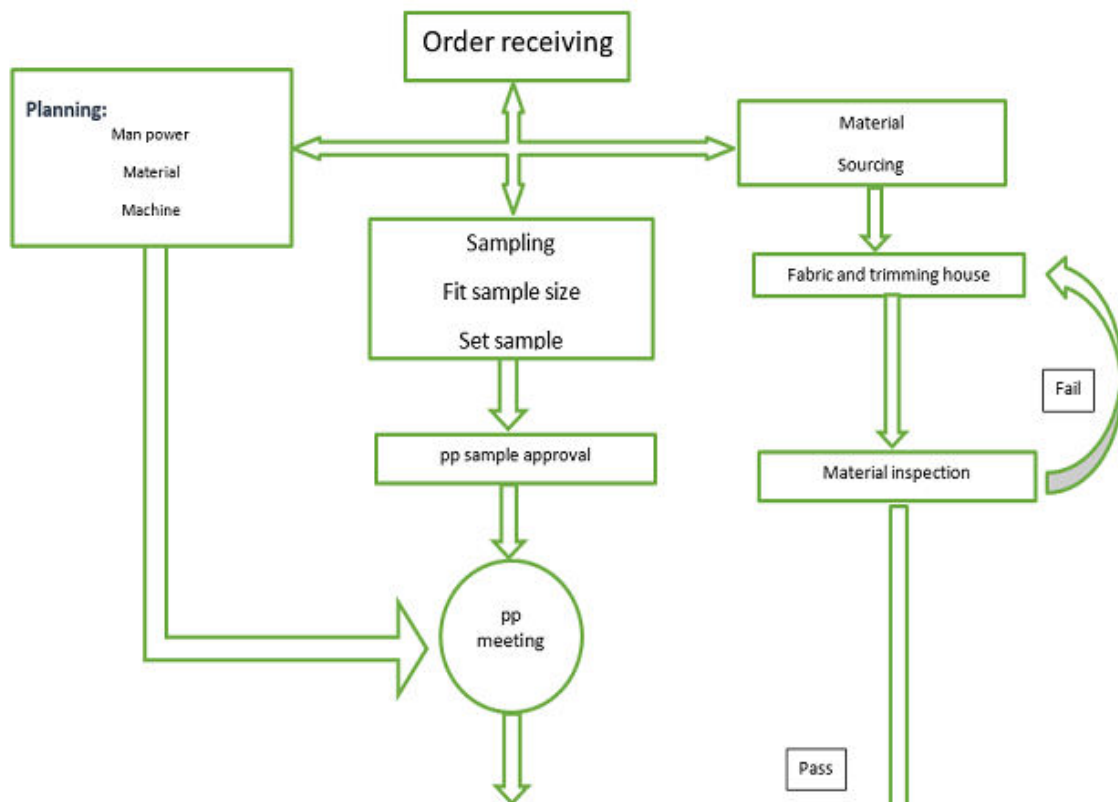 Order receiving
Planning:
Man power
Material
Machine
Material
Sourcing
Sampling
Fit sample size
Set sample
Fabric and trimming house
Fail
pp sample approval
Material inspection
pp
meeting
Pass